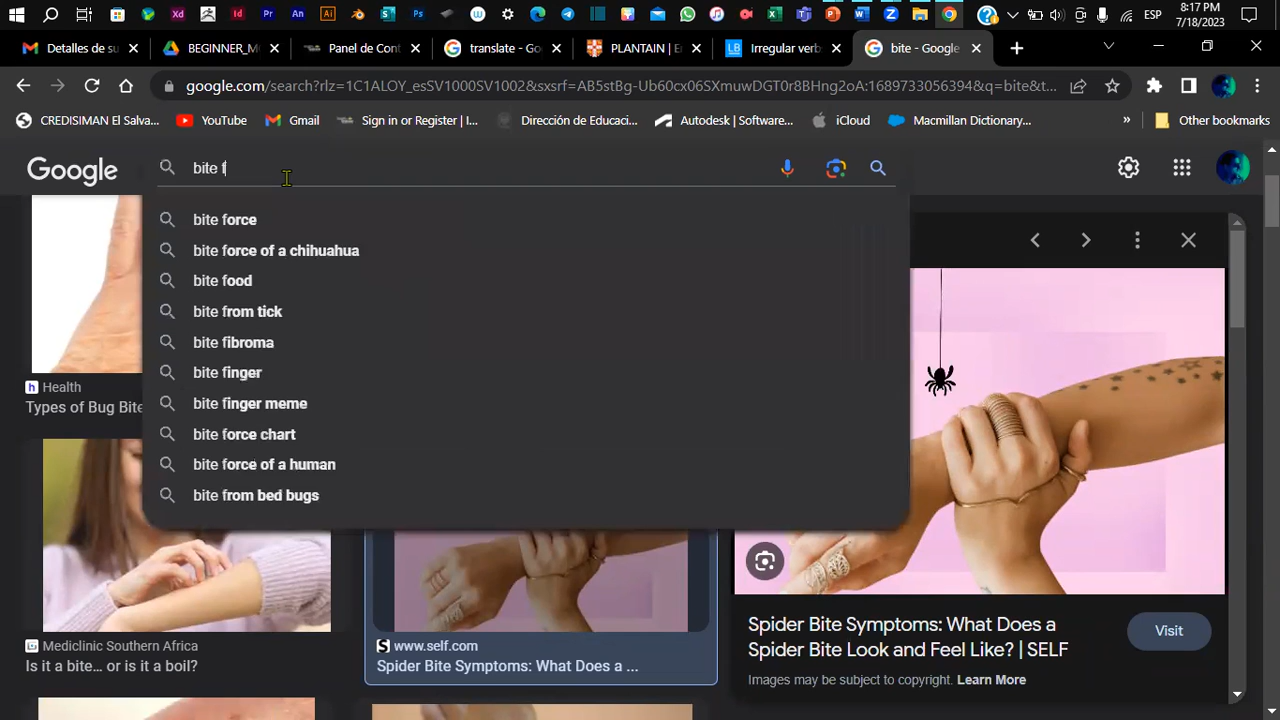 8:17 PM
ESP
7/18/2023
Detalles de su
BEGINNER_M
Panel de Cont
translate - Goo
PLANTAIN | E
Irregular verb
bite - Google
google.com/search?rlz=1C1ALOY_esSV1000SV1002&sxsrf=AB5stBg-Ub60cx06SXmuwDGT0r8BHng2oA:1689733056394&q=bite&t...
CREDISIMAN El Salva...
YouTube
Gmail
Sign in or Register | I...
Dirección de Educaci...
Autodesk | Software...
iCloud
Macmillan Dictionary...
»
Other bookmarks
Google
bite f
bite force
bite force of a chihuahua
bite food
bite from tick
bite fibroma
bite finger
bite finger meme
bite force chart
bite force of a human
bite from bed bugs
Health
Types of Bug Bite
Mediclinic Southern Africa
Is it a bite... or is it a boil?
www.self.com
Spider Bite Symptoms: What Does a ...
Spider Bite Symptoms: What Does a
Spider Bite Look and Feel Like? | SELF
Visit
Images may be subject to copyright. Learn More